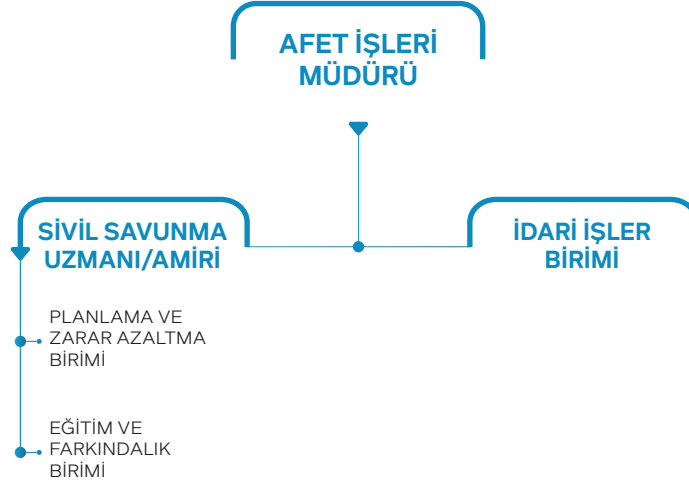 AFET İŞLERİ
MÜDÜRÜ
SİVİL SAVUNMA
UZMANI/AMİRİ
İDARİ İŞLER
BİRİMİ
PLANLAMA VE
ZARAR AZALTMA
BİRİMİ
EĞİTİM VE
FARKINDALIK
BİRİMİ